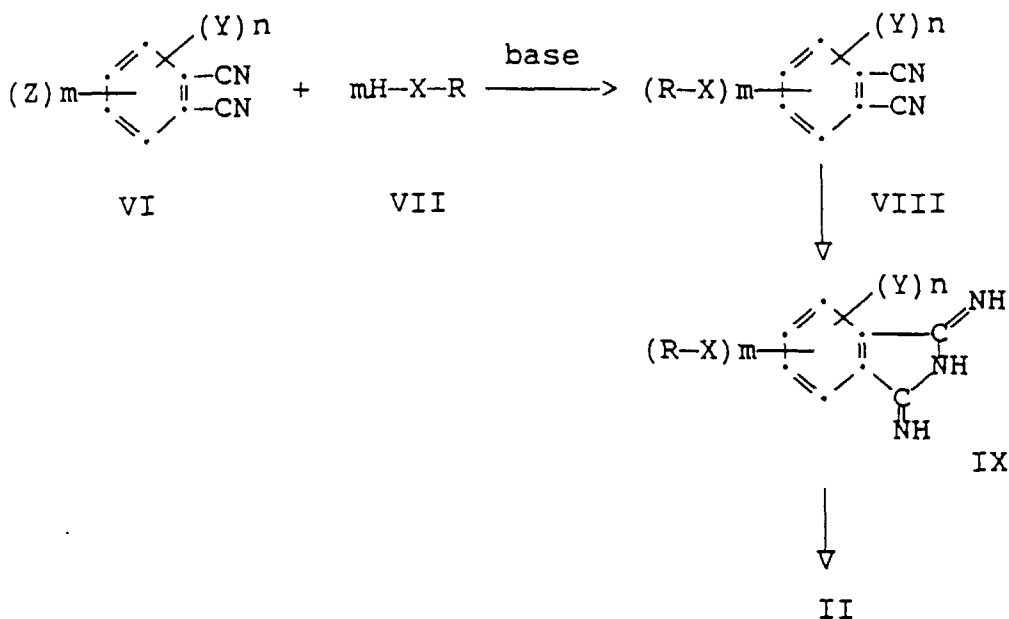 (Y)n
(Y)n
base
CN
CN
(Z)m
+
mH—X—R
(R—X)m
CN
CN
VI
VII
VIII
(Y)n
NH
C
(R—X)m
NH
C
NH
IX
II